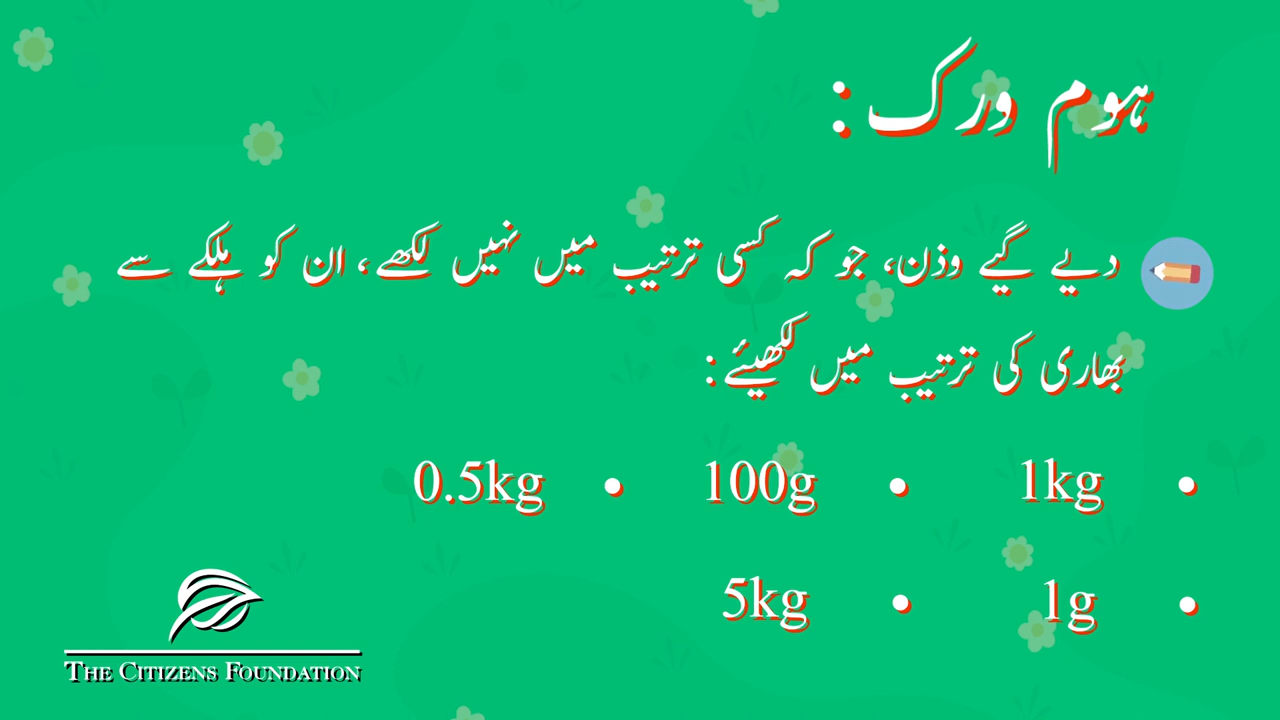 ہوم ورک:
دیے گیے وذن، جو کہ کسی ترتیب میں نہیں لکھے، ان کو ہلکے سے
بھاری کی ترتیب میں لکھیئے:
• 1kg • 100g • 0.5kg
• 1g • 5kg
THE CITIZENS FOUNDATION